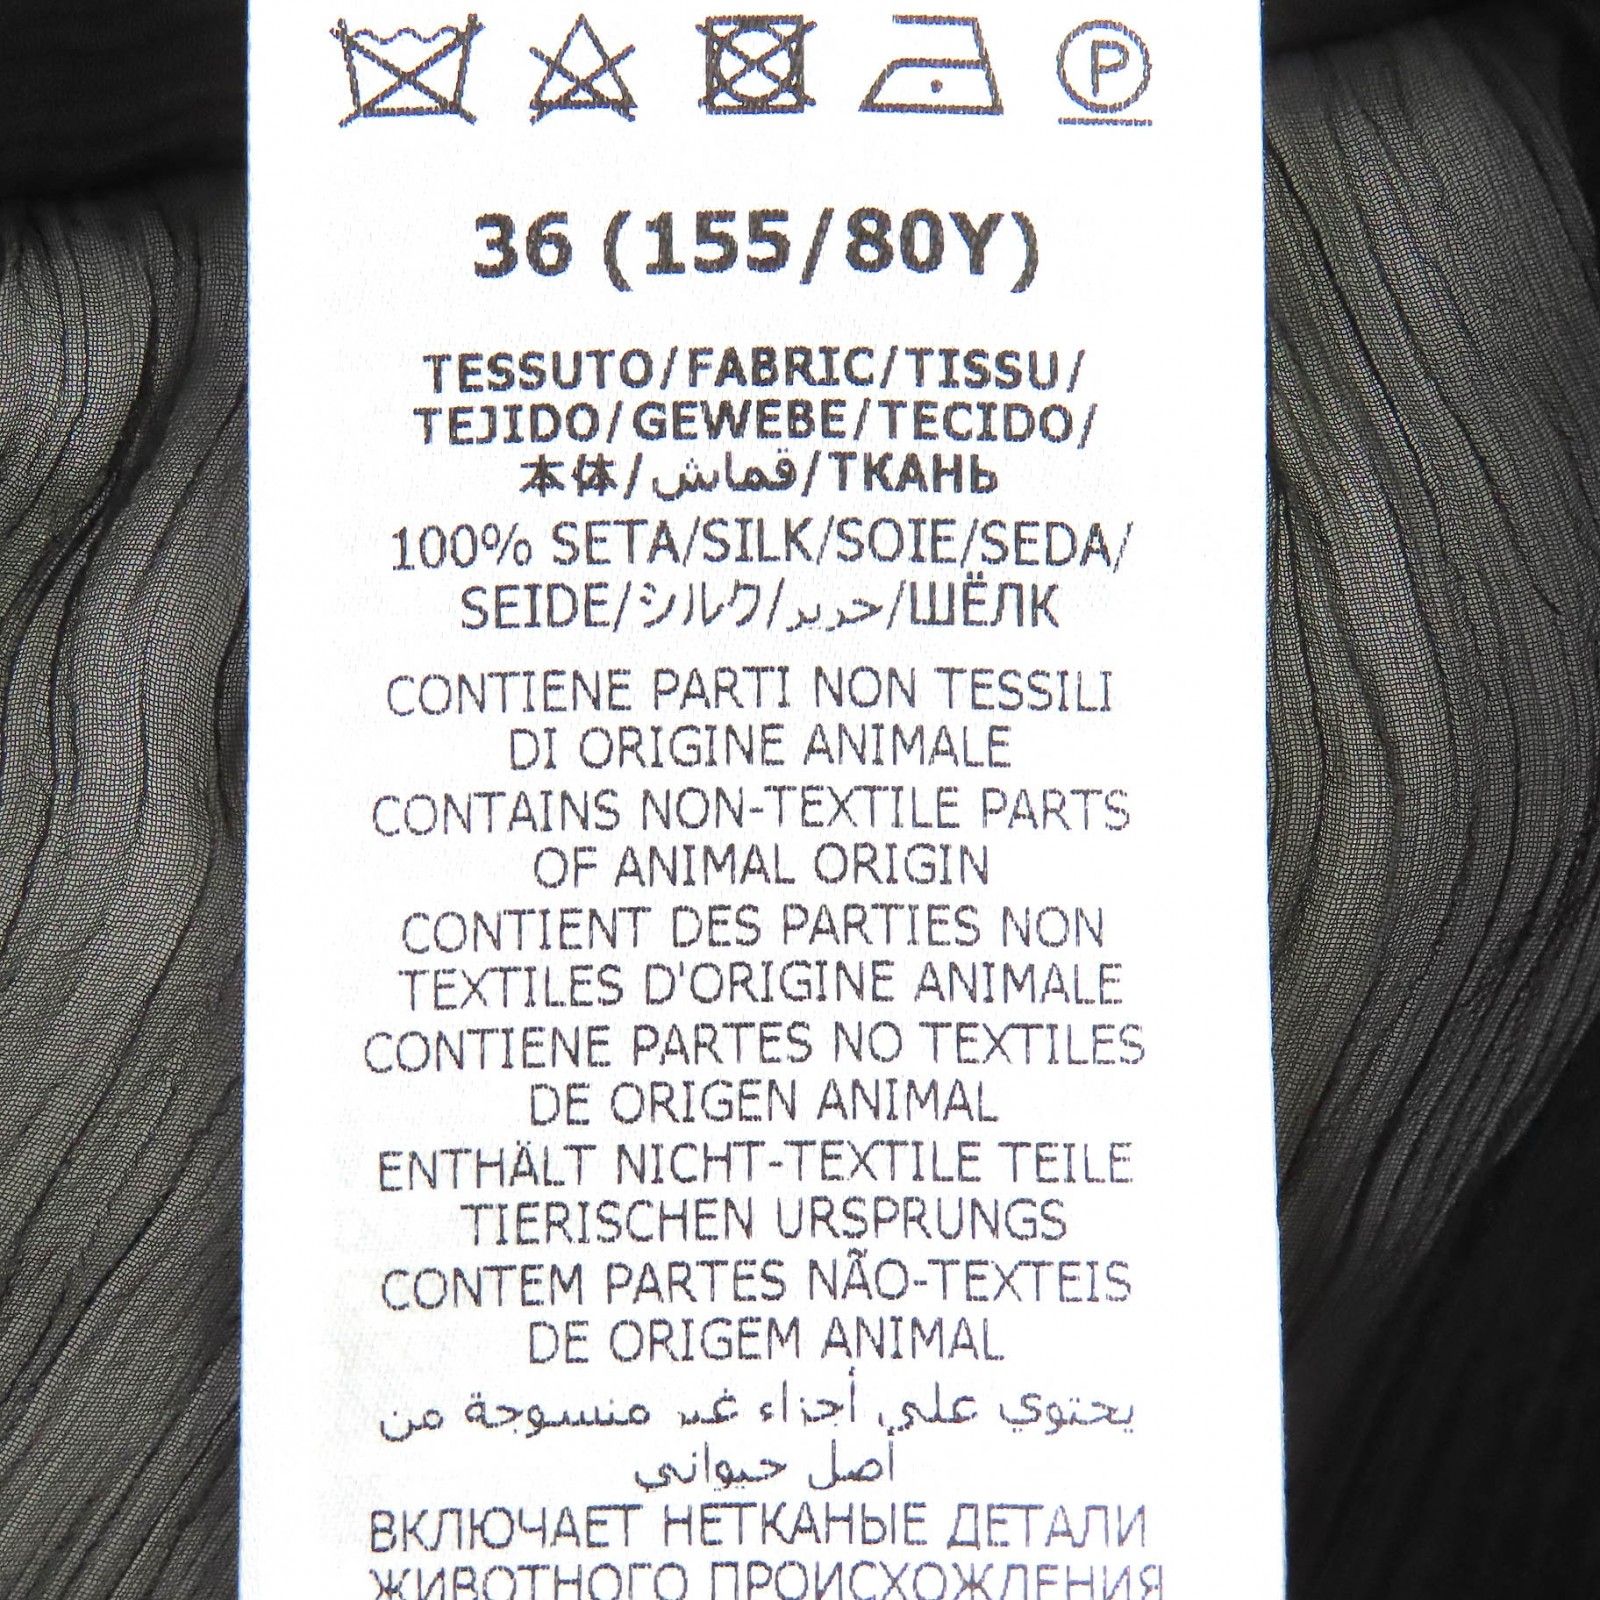 P
36 (155/80Y)
TESSUTO/FABRIC/TISSU/
TEJIDO/GEWEBE/TECIDO/
本体/قماش/ТКАНЬ
100% SETA/SILK/SOIE/SEDA/
SEIDE/シルク/حرير/ШЁЛК
CONTIENE PARTI NON TESSILI
DI ORIGINE ANIMALE
CONTAINS NON-TEXTILE PARTS
OF ANIMAL ORIGIN
CONTIENT DES PARTIES NON
TEXTILES D'ORIGINE ANIMALE
CONTIENE PARTES NO TEXTILES
DE ORIGEN ANIMAL
ENTHÄLT NICHT-TEXTILE TEILE
TIERISCHEN URSPRUNGS
CONTEM PARTES NÃO-TEXTEIS
DE ORIGEM ANIMAL
يحتوي على أجزاء غير منسوجة من
أصل حيواني
ВКЛЮЧАЕТ НЕТКАНЫЕ ДЕТАЛИ
ЖИВОТНОГО ПРОИСХОЖДЕНИЯ